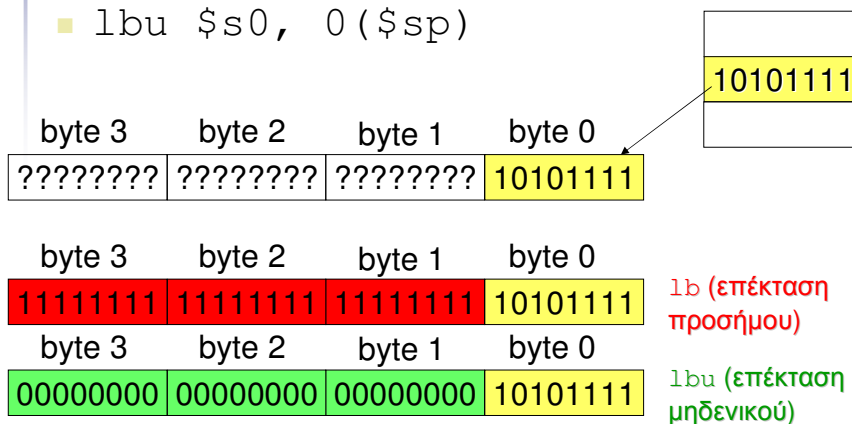 lbu $s0, 0($sp)
10101111
byte 3 byte 2 byte 1 byte 0
???????? ???????? ???????? 10101111
byte 3 byte 2 byte 1 byte 0
11111111 11111111 11111111 10101111
lb (επέκταση
προσήμου)
byte 3 byte 2 byte 1 byte 0
00000000 00000000 00000000 10101111
lbu (επέκταση
μηδενικού)